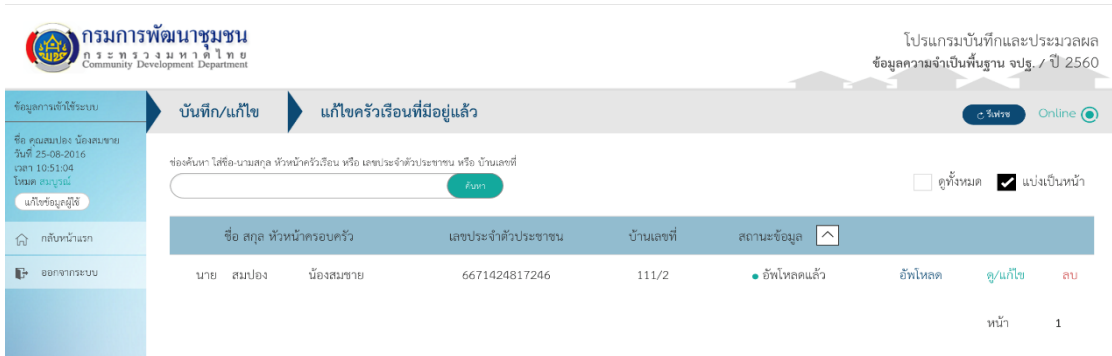 กรมการพัฒนาชุมชน
กระทรวงมหาดไทย
Community Development Department
โปรแกรมบันทึกและประมวลผล
ข้อมูลความจำเป็นพื้นฐาน จปฐ. / ปี 2560
ข้อมูลการเข้าใช้ระบบ
บันทึก/แก้ไข แก้ไขครัวเรือนที่มีอยู่แล้ว รีเฟรช Online
ชื่อ คุณสมปอง น้องสมชาย
วันที่ 25-08-2016
เวลา 10:51:04
โหมด สมบูรณ์
แก้ไขข้อมูลผู้ใช้
กลับหน้าแรก
ออกจากระบบ
ช่องค้นหา ใส่ชื่อ-นามสกุล หัวหน้าครัวเรือน หรือ เลขประจำตัวประชาชน หรือ บ้านเลขที่
ค้นหา ดูทั้งหมด แบ่งเป็นหน้า
ชื่อ สกุล หัวหน้าครอบครัว เลขประจำตัวประชาชน บ้านเลขที่ สถานะข้อมูล
นาย สมปอง น้องสมชาย 6671424817246 111/2 อัพโหลดแล้ว อัพโหลด ดู/แก้ไข ลบ
หน้า 1